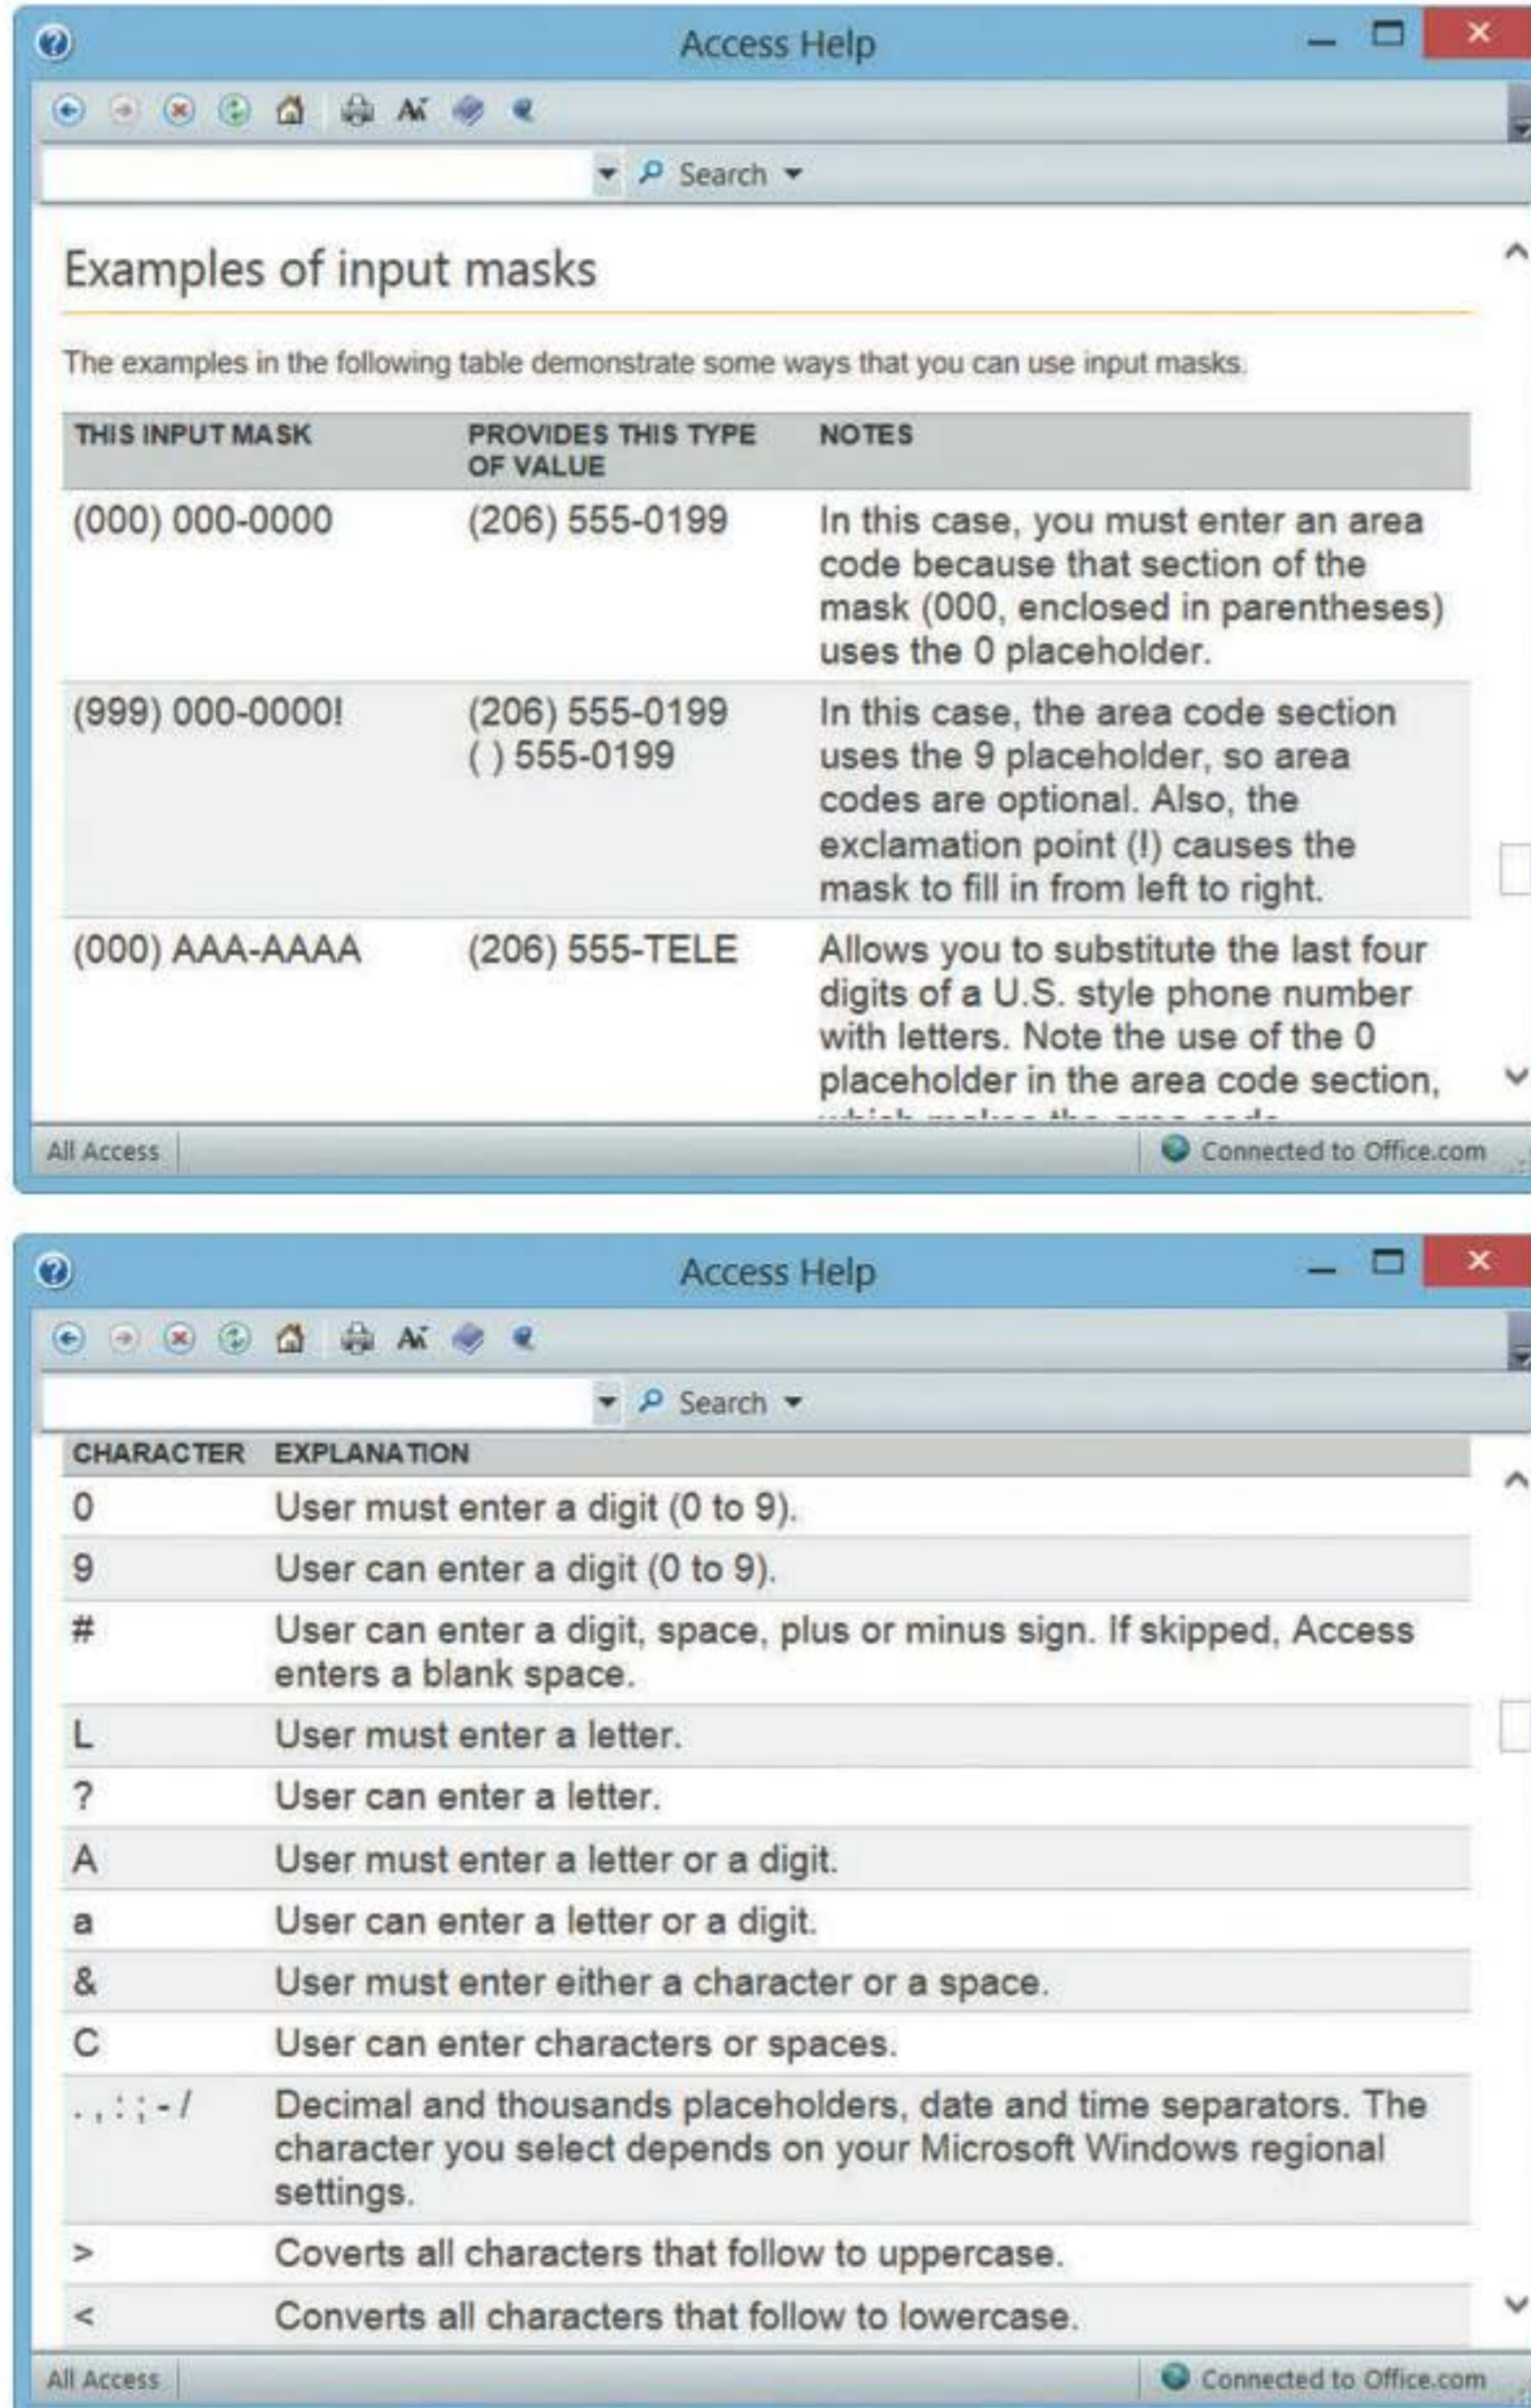 Access Help
Search
Examples of input masks
The examples in the following table demonstrate some ways that you can use input masks.
THIS INPUT MASK PROVIDES THIS TYPE OF VALUE NOTES
(000) 000-0000 (206) 555-0199 In this case, you must enter an area
code because that section of the
mask (000, enclosed in parentheses)
uses the 0 placeholder.
(999) 000-0000! (206) 555-0199 In this case, the area code section
( ) 555-0199 uses the 9 placeholder, so area
codes are optional. Also, the
exclamation point (!) causes the
mask to fill in from left to right.
(000) AAA-AAAA (206) 555-TELE Allows you to substitute the last four
digits of a U.S. style phone number
with letters. Note the use of the 0
placeholder in the area code section,
All Access Connected to Office.com
Access Help
Search
CHARACTER EXPLANATION
0 User must enter a digit (0 to 9).
9 User can enter a digit (0 to 9).
# User can enter a digit, space, plus or minus sign. If skipped, Access
enters a blank space.
L User must enter a letter.
? User can enter a letter.
A User must enter a letter or a digit.
a User can enter a letter or a digit.
& User must enter either a character or a space.
C User can enter characters or spaces.
. , : ; - / Decimal and thousands placeholders, date and time separators. The
character you select depends on your Microsoft Windows regional
settings.
> Coverts all characters that follow to uppercase.
< Converts all characters that follow to lowercase.
All Access Connected to Office.com